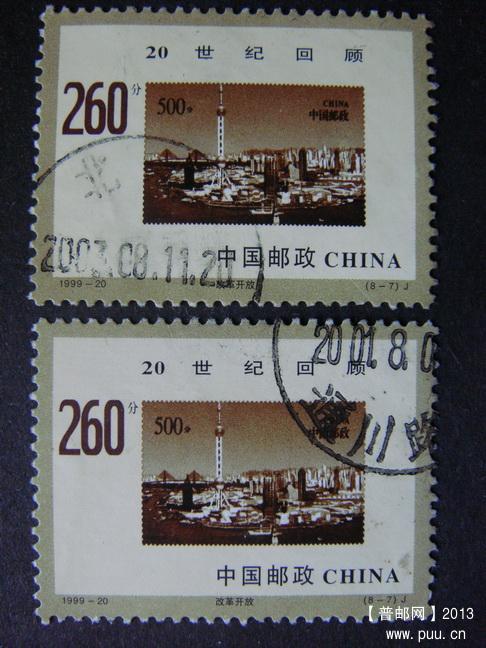 20 世 纪 回 顾
260分
500分
CHINA
中国邮政
北
2003.08.11.20
中国邮政 CHINA
1999-20
改革开放
(8-7)J
20 世 纪 回 顾
2001.8.0
川路
260分
500分
中国邮政
中国邮政 CHINA
1999-20
改革开放
(8-7)J
【普邮网】2013
www.puu.cn